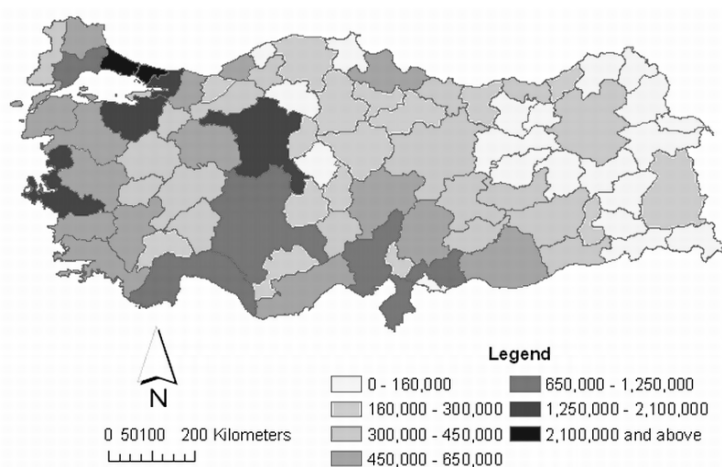 N
0 50100 200 Kilometers
Legend
0 - 160,000
160,000 - 300,000
300,000 - 450,000
450,000 - 650,000
650,000 - 1,250,000
1,250,000 - 2,100,000
2,100,000 and above